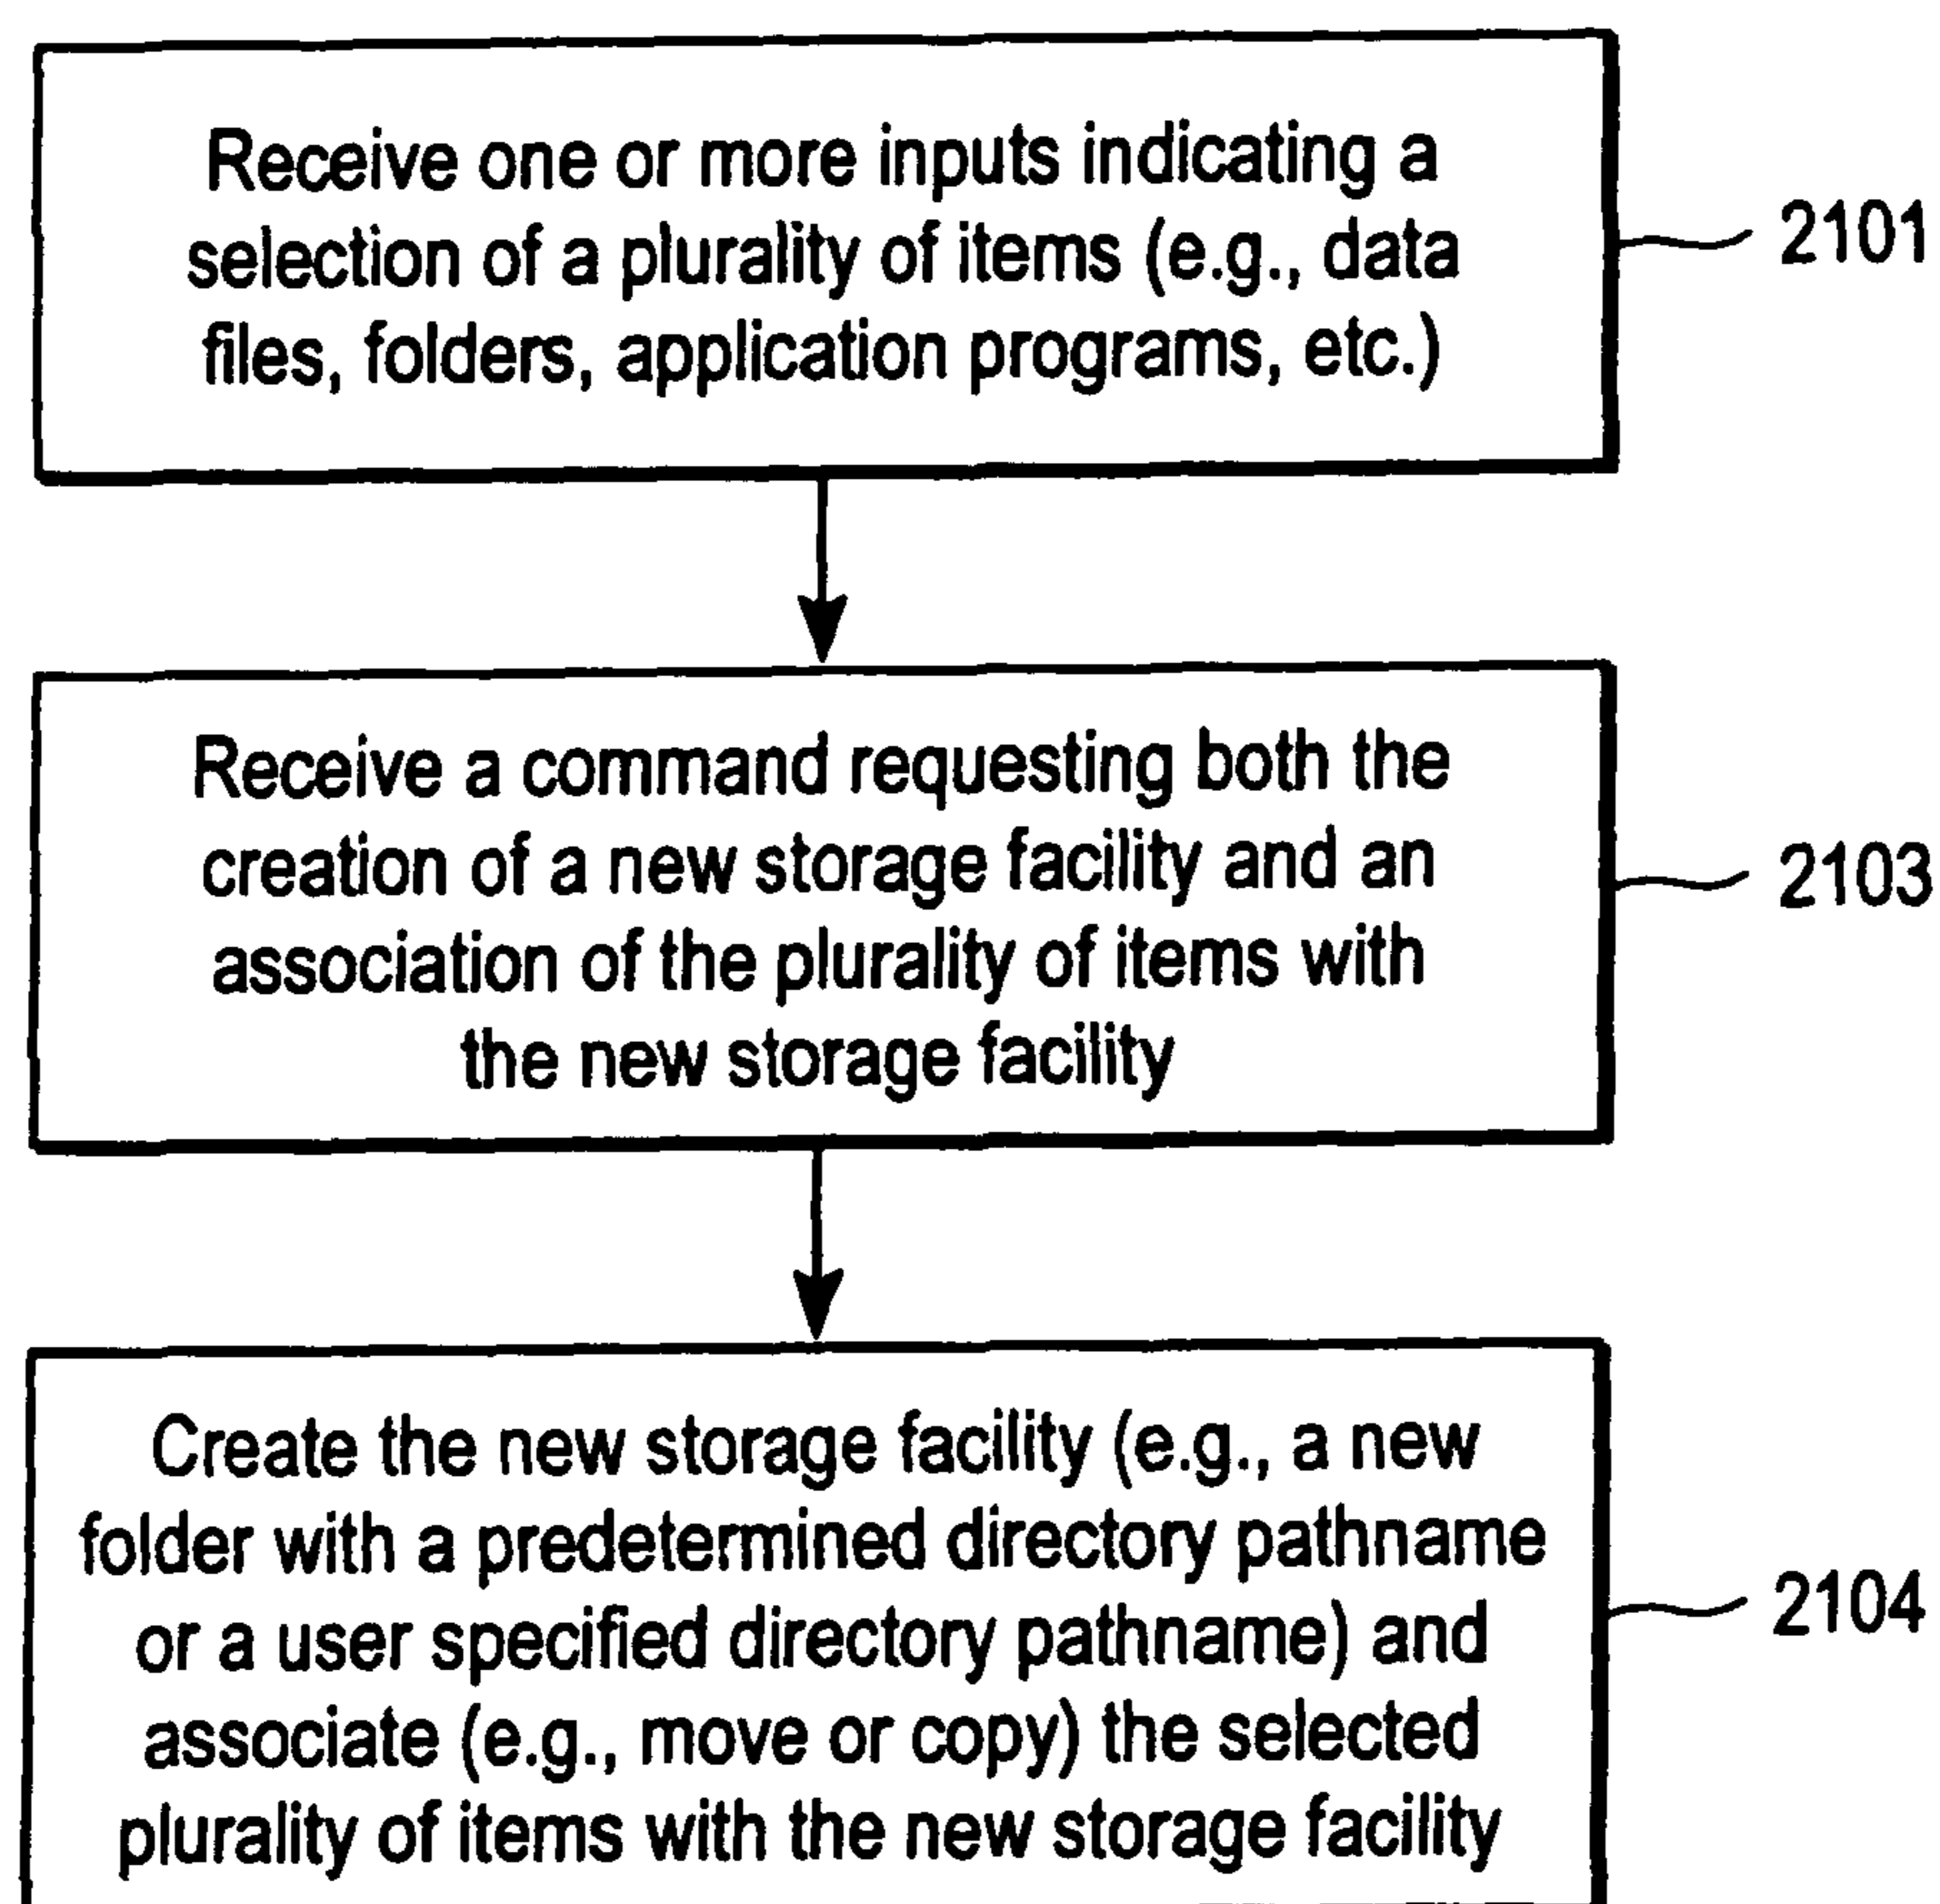 Receive one or more inputs indicating a
selection of a plurality of items (e.g., data
files, folders, application programs, etc.)
2101
Receive a command requesting both the
creation of a new storage facility and an
association of the plurality of items with
the new storage facility
2103
Create the new storage facility (e.g., a new
folder with a predetermined directory pathname
or a user specified directory pathname) and
associate (e.g., move or copy) the selected
plurality of items with the new storage facility
2104